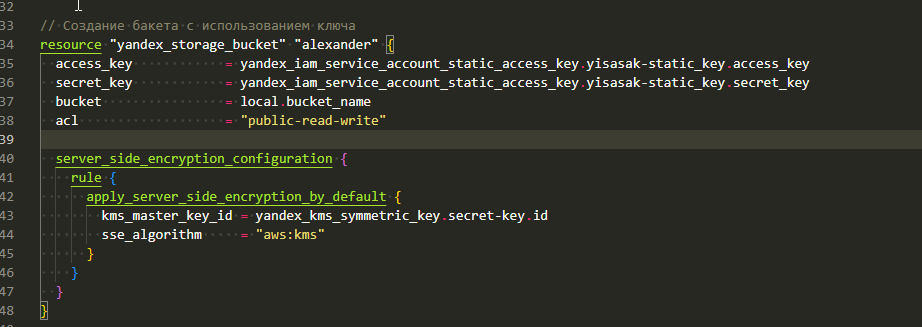 32
33 // Создание бакета с использованием ключа
34 resource "yandex_storage_bucket" "alexander" {
35   access_key            = yandex_iam_service_account_static_access_key.yisasak-static_key.access_key
36   secret_key            = yandex_iam_service_account_static_access_key.yisasak-static_key.secret_key
37   bucket                = local.bucket_name
38   acl                   = "public-read-write"
39
40   server_side_encryption_configuration {
41     rule {
42       apply_server_side_encryption_by_default {
43         kms_master_key_id = yandex_kms_symmetric_key.secret-key.id
44         sse_algorithm     = "aws:kms"
45       }
46     }
47   }
48 }